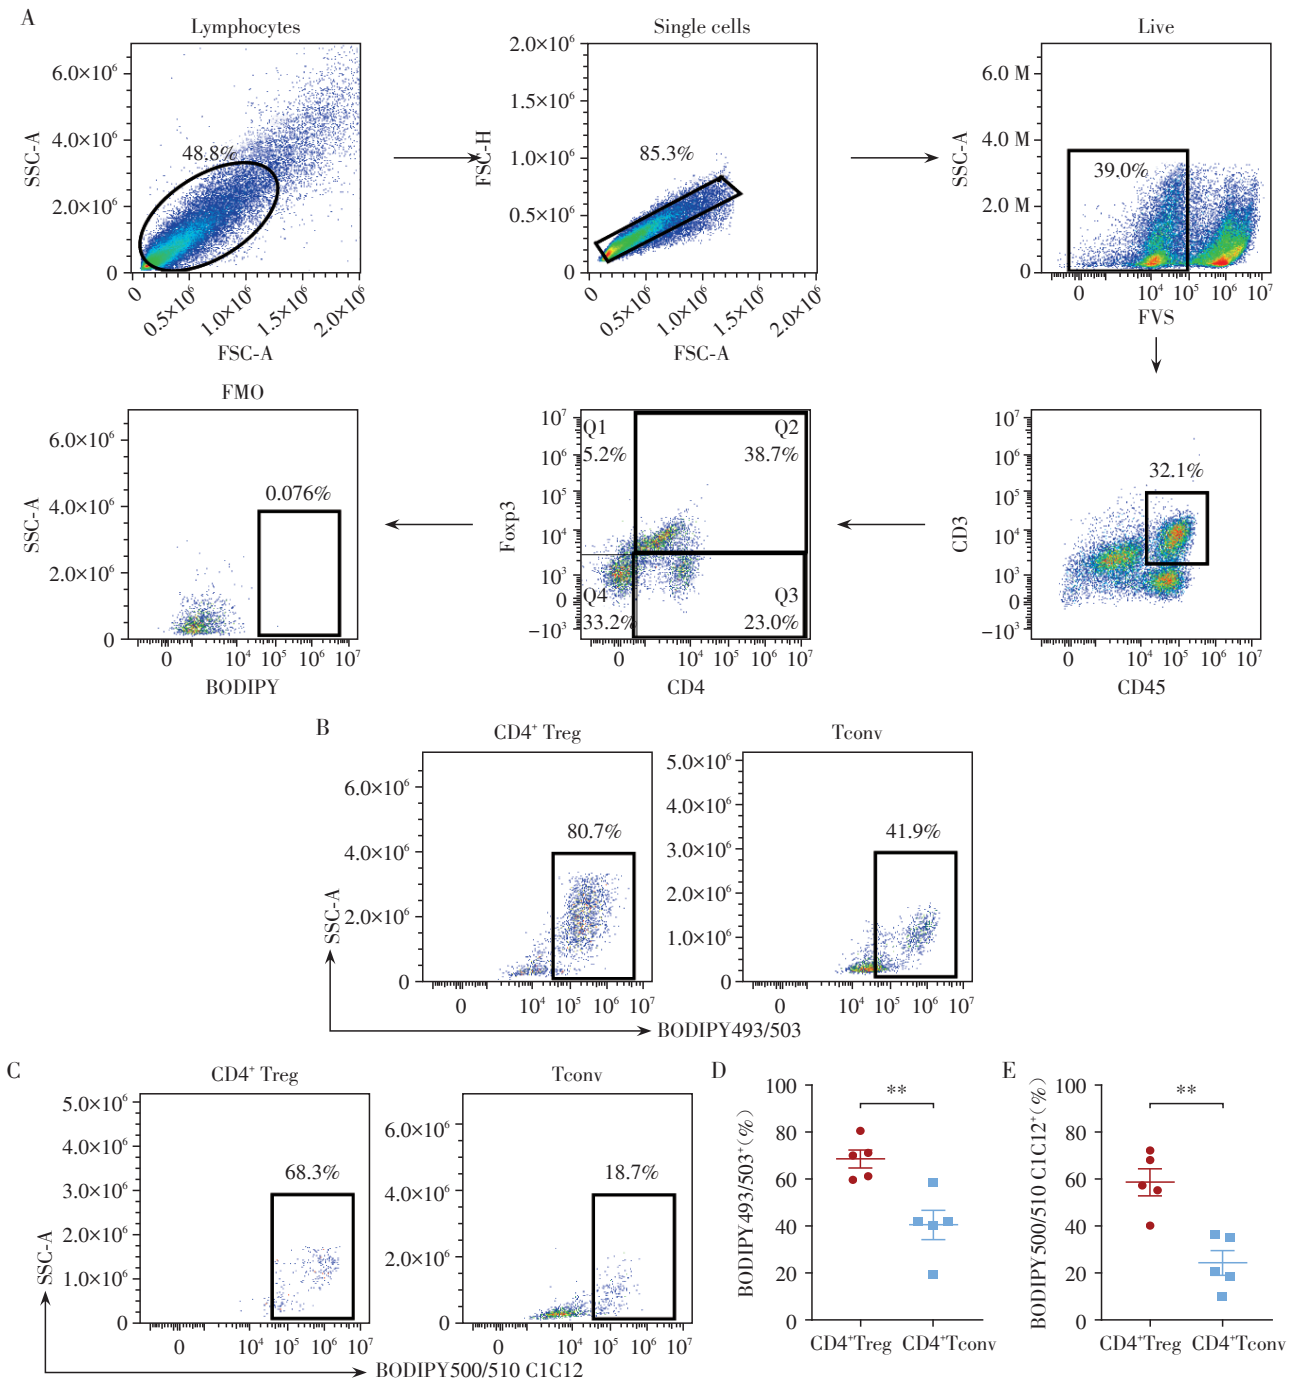 A
Lymphocytes
SSC-A
6.0×10⁶
4.0×10⁶
2.0×10⁶
0
48.8%
0
0.5×10⁶
1.0×10⁶
1.5×10⁶
2.0×10⁶
FSC-A
Single cells
FSC-H
2.0×10⁶
1.5×10⁶
1.0×10⁶
0.5×10⁶
0
85.3%
0
0.5×10⁶
1.0×10⁶
1.5×10⁶
2.0×10⁶
FSC-A
Live
SSC-A
6.0 M
4.0 M
2.0 M
0
39.0%
0 10⁴ 10⁵ 10⁶ 10⁷
FVS
FMO
SSC-A
6.0×10⁶
4.0×10⁶
2.0×10⁶
0
0.076%
0 10⁴ 10⁵ 10⁶ 10⁷
BODIPY
Foxp3
10⁷
10⁶
10⁵
10⁴
10³
0
−10³
Q1
5.2%
Q2
38.7%
Q4
33.2%
Q3
23.0%
0 10³ 10⁴ 10⁵ 10⁶ 10⁷
CD4
CD3
10⁷
10⁶
10⁵
10⁴
10³
0
−10³
32.1%
0 10⁴ 10⁵ 10⁶ 10⁷
CD45
B
CD4⁺ Treg
6.0×10⁶
4.0×10⁶
2.0×10⁶
0
80.7%
0 10⁴ 10⁵ 10⁶ 10⁷
Tconv
5.0×10⁶
4.0×10⁶
3.0×10⁶
2.0×10⁶
1.0×10⁶
0
41.9%
0 10⁴ 10⁵ 10⁶ 10⁷
SSC-A
BODIPY493/503
C
CD4⁺ Treg
5.0×10⁶
4.0×10⁶
3.0×10⁶
2.0×10⁶
1.0×10⁶
0
68.3%
0 10⁴ 10⁵ 10⁶ 10⁷
Tconv
6.0×10⁶
4.0×10⁶
2.0×10⁶
0
18.7%
0 10⁴ 10⁵ 10⁶ 10⁷
SSC-A
BODIPY500/510 C1C12
D
BODIPY493/503⁺(%)
100
80
60
40
20
0
**
CD4⁺Treg CD4⁺Tconv
E
BODIPY500/510 C1C12⁺(%)
100
80
60
40
20
0
**
CD4⁺Treg CD4⁺Tconv